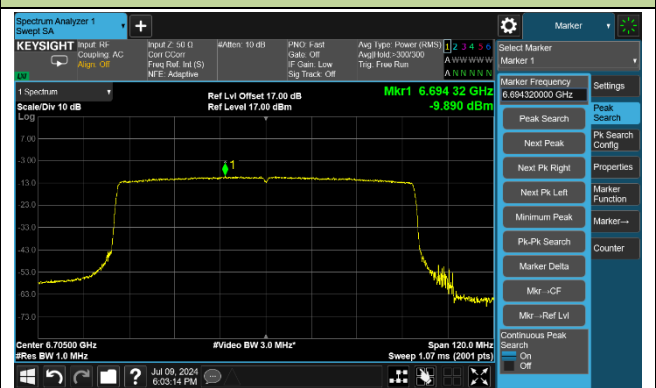 Spectrum Analyzer 1
Swept SA
+
Marker
KEYSIGHT
Input: RF
Coupling: AC
Align: Off
Input Z: 50 Ω
Corr CCorr
Freq Ref: Int (S)
NFE: Adaptive
#Atten: 10 dB
PNO: Fast
Gate: Off
IF Gain: Low
Sig Track: Off
Avg Type: Power (RMS)
Avg|Hold:>300/300
Trig: Free Run
1 2 3 4 5 6
A W W W W W
A N N N N N
LU
Select Marker
Marker 1
1 Spectrum
Scale/Div 10 dB
Log
Ref Lvl Offset 17.00 dB
Ref Level 17.00 dBm
Mkr1 6.694 32 GHz
-9.890 dBm
7.00
-3.00
-13.0
-23.0
-33.0
-43.0
-53.0
-63.0
-73.0
1
Center 6.70500 GHz
#Res BW 1.0 MHz
#Video BW 3.0 MHz*
Span 120.0 MHz
Sweep 1.07 ms (2001 pts)
Marker Frequency
6.694320000 GHz
Peak Search
Next Peak
Next Pk Right
Next Pk Left
Minimum Peak
Pk-Pk Search
Marker Delta
Mkr→CF
Mkr→Ref Lvl
Continuous Peak
Search
On
Off
Settings
Peak
Search
Pk Search
Config
Properties
Marker
Function
Marker→
Counter
?
Jul 09, 2024
6:03:14 PM